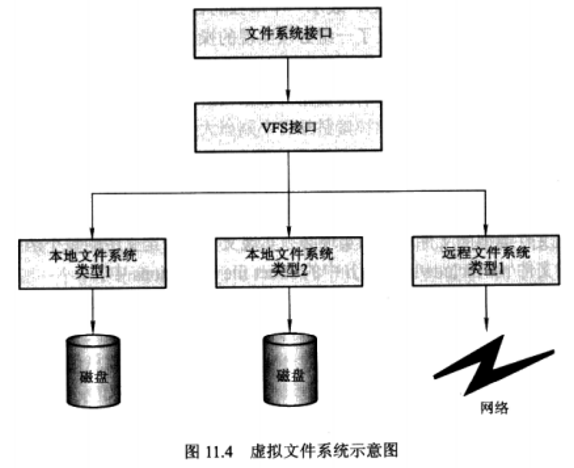 文件系统接口
VFS接口
本地文件系统
类型1
本地文件系统
类型2
远程文件系统
类型1
磁盘
磁盘
网络
图 11.4 虚拟文件系统示意图